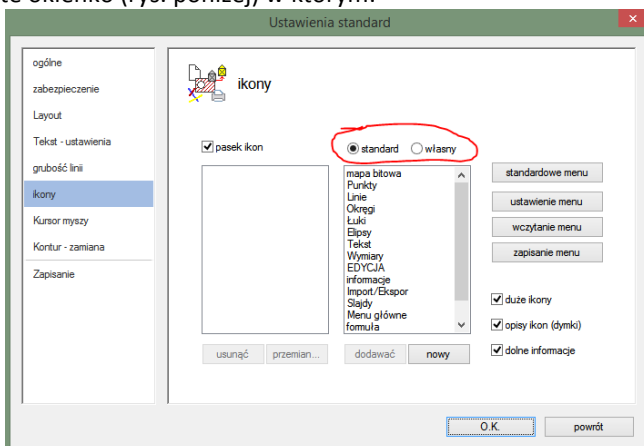 te okienko (rys. poniżej) w którym:
Ustawienia standard
ogólne
zabezpieczenie
Layout
Tekst - ustawienia
grubość linii
ikony
Kursor myszy
Kontur - zamiana
Zapisanie
ikony
pasek ikon
standard
własny
mapa bitowa
Punkty
Linie
Okręgi
Łuki
Elipsy
Tekst
Wymiary
EDYCJA
informacje
Import/Ekspor
Slajdy
Menu główne
formuła
usunąć
przemian...
dodawać
nowy
standardowe menu
ustawienie menu
wczytanie menu
zapisanie menu
duże ikony
opisy ikon (dymki)
dolne informacje
O.K.
powrót